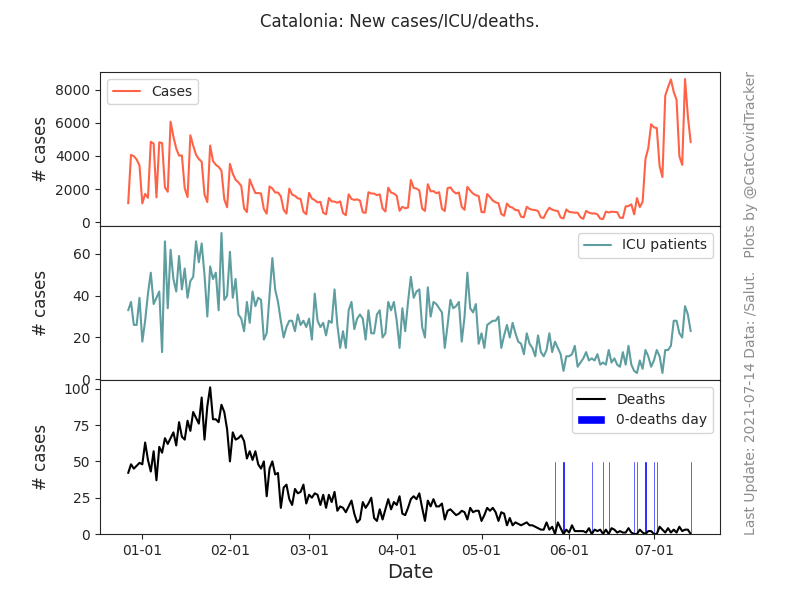 Catalonia: New cases/ICU/deaths.
8000
6000
4000
2000
0
# cases
Cases
60
40
20
0
# cases
ICU patients
100
75
50
25
0
# cases
Deaths
0-deaths day
01-01 02-01 03-01 04-01 05-01 06-01 07-01
Date
Last Update: 2021-07-14 Data: /Salut. Plots by @CatCovidTracker